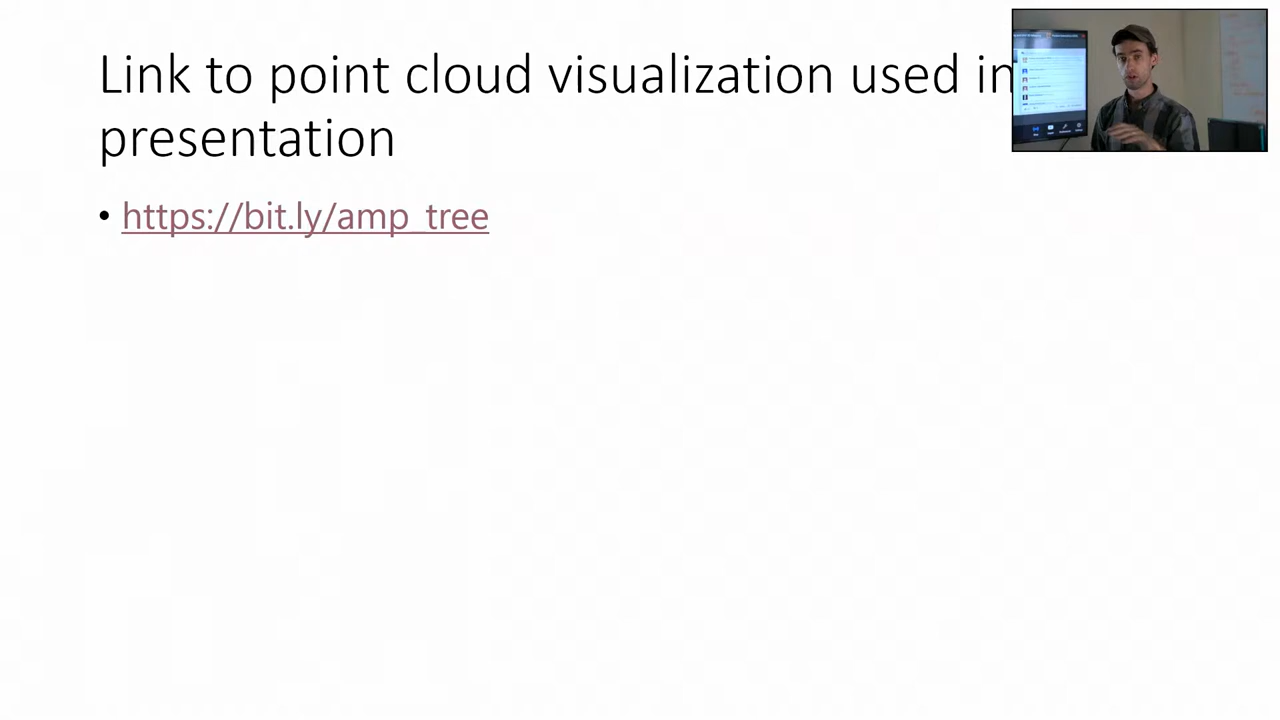 Link to point cloud visualization used in
presentation
• https://bit.ly/amp_tree